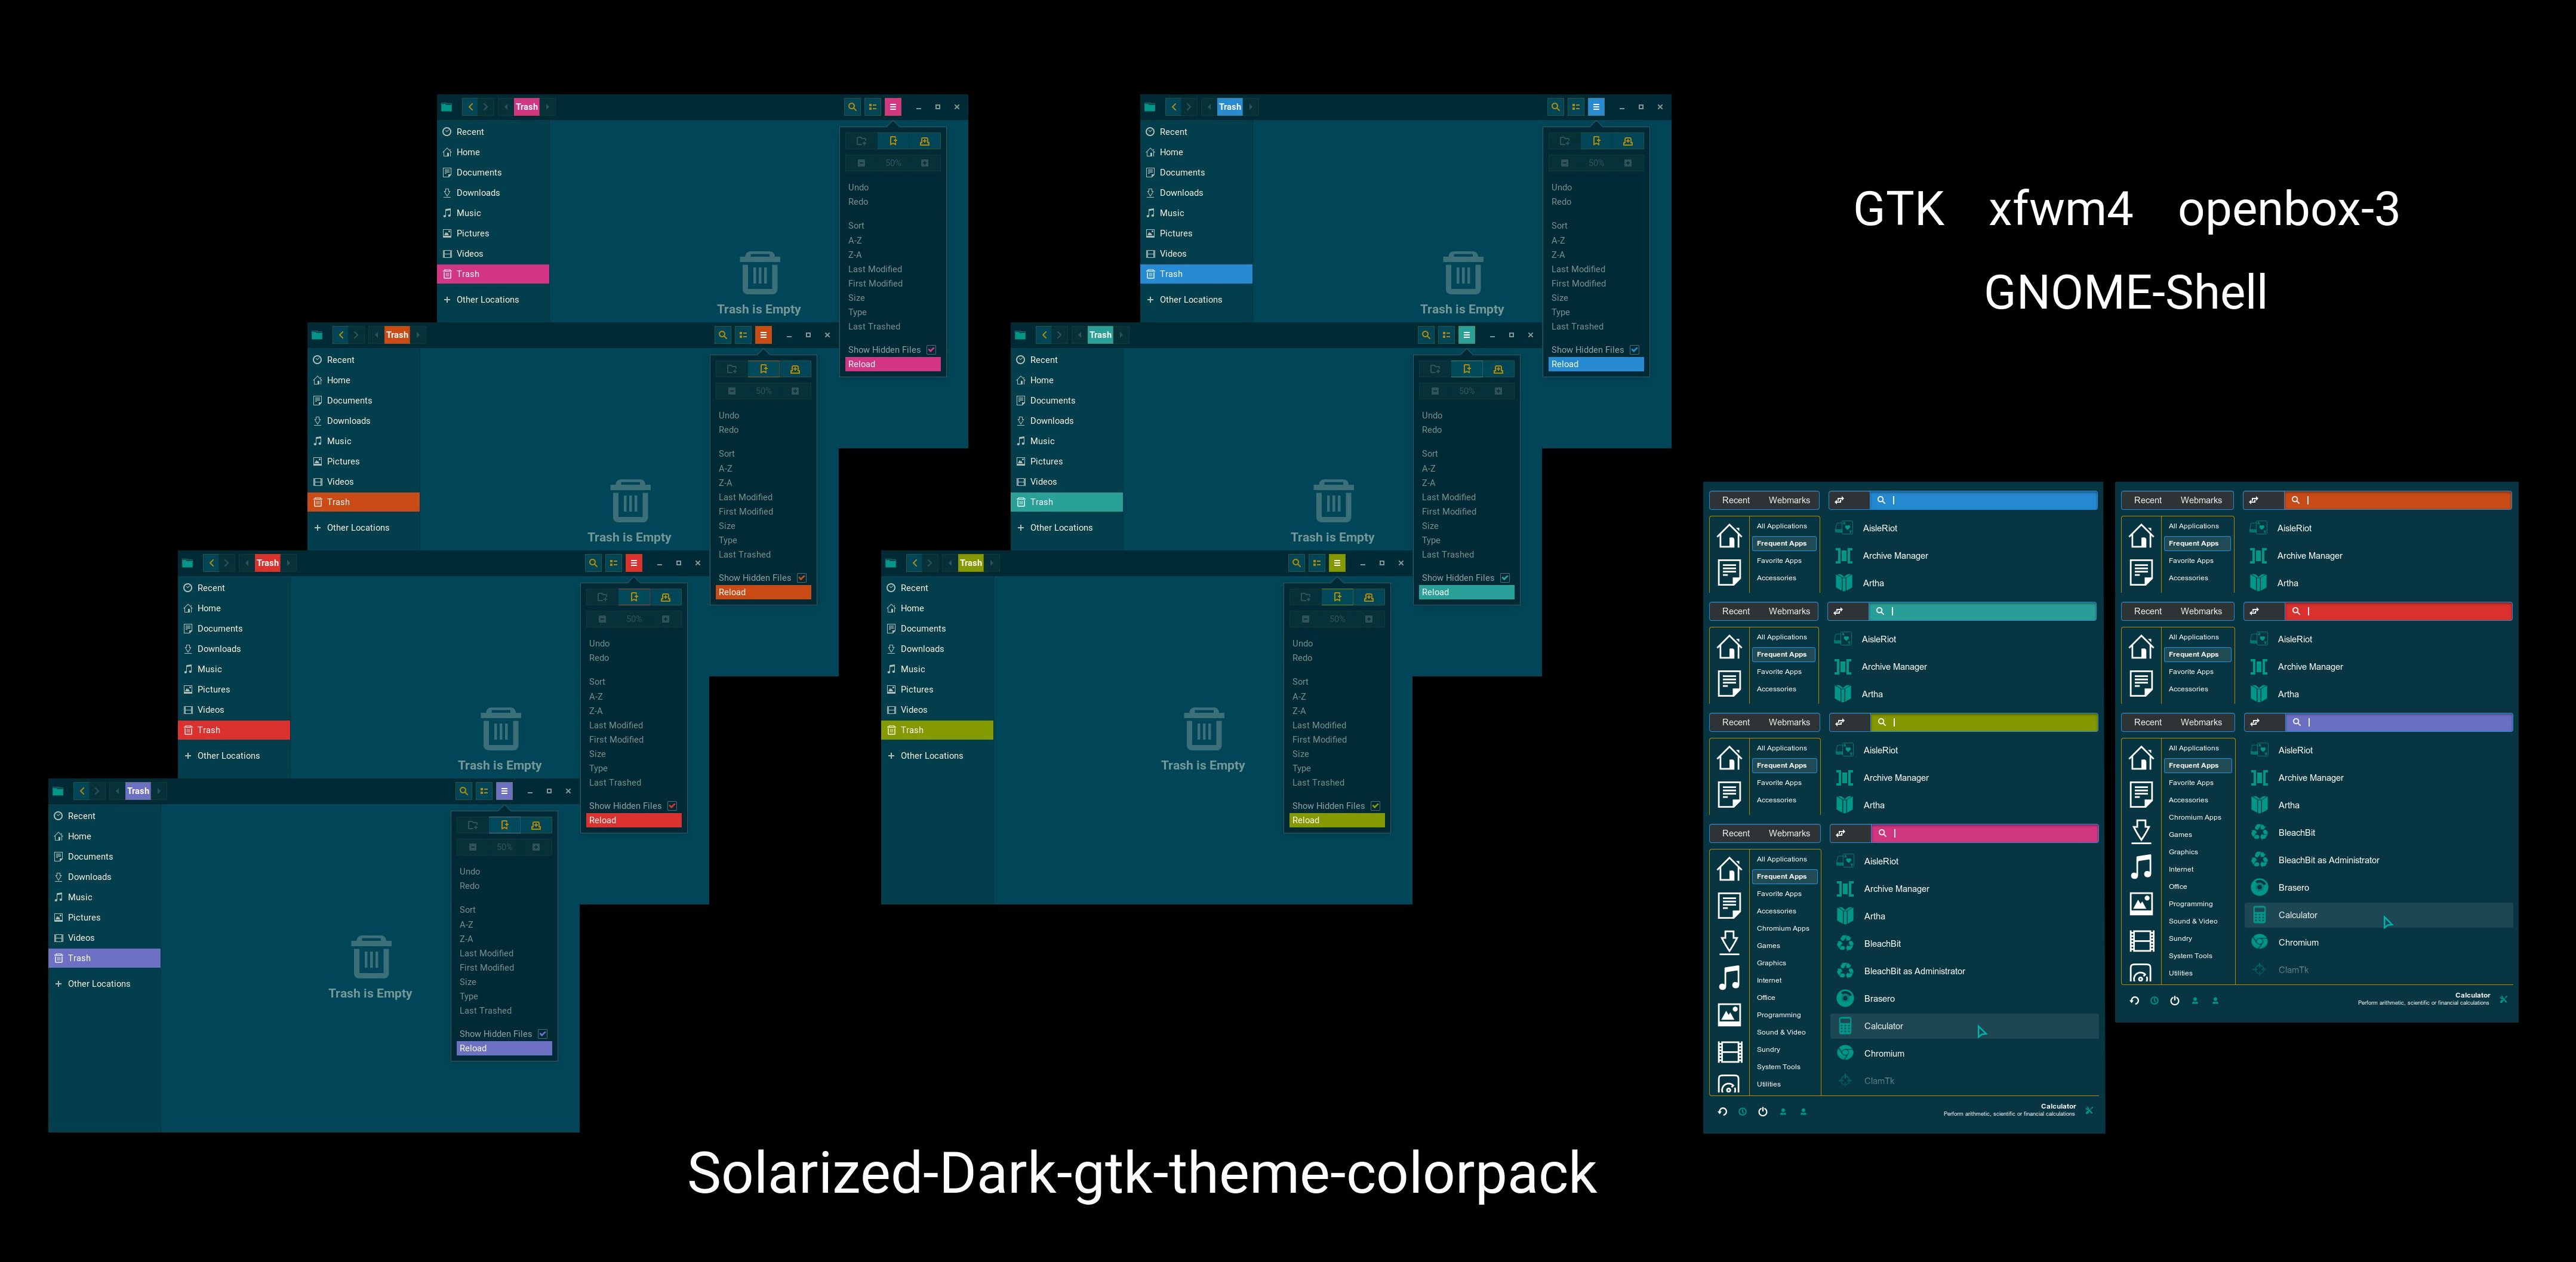 Trash
Recent
Home
Documents
Downloads
Music
Pictures
Videos
Trash
Other Locations
Trash is Empty
50%
Undo
Redo
Sort
A-Z
Z-A
Last Modified
First Modified
Size
Type
Last Trashed
Show Hidden Files
Reload
Trash
Recent
Home
Documents
Downloads
Music
Pictures
Videos
Trash
Other Locations
Trash is Empty
50%
Undo
Redo
Sort
A-Z
Z-A
Last Modified
First Modified
Size
Type
Last Trashed
Show Hidden Files
Reload
GTK xfwm4 openbox-3
GNOME-Shell
Trash
Recent
Home
Documents
Downloads
Music
Pictures
Videos
Trash
Other Locations
Trash is Empty
50%
Undo
Redo
Sort
A-Z
Z-A
Last Modified
First Modified
Size
Type
Last Trashed
Show Hidden Files
Reload
Trash
Recent
Home
Documents
Downloads
Music
Pictures
Videos
Trash
Other Locations
Trash is Empty
50%
Undo
Redo
Sort
A-Z
Z-A
Last Modified
First Modified
Size
Type
Last Trashed
Show Hidden Files
Reload
Trash
Recent
Home
Documents
Downloads
Music
Pictures
Videos
Trash
Other Locations
Trash is Empty
50%
Undo
Redo
Sort
A-Z
Z-A
Last Modified
First Modified
Size
Type
Last Trashed
Show Hidden Files
Reload
Trash
Recent
Home
Documents
Downloads
Music
Pictures
Videos
Trash
Other Locations
Trash is Empty
50%
Undo
Redo
Sort
A-Z
Z-A
Last Modified
First Modified
Size
Type
Last Trashed
Show Hidden Files
Reload
Trash
Recent
Home
Documents
Downloads
Music
Pictures
Videos
Trash
Other Locations
Trash is Empty
50%
Undo
Redo
Sort
A-Z
Z-A
Last Modified
First Modified
Size
Type
Last Trashed
Show Hidden Files
Reload
Recent Webmarks
All Applications
Frequent Apps
Favorite Apps
Accessories
AisleRiot
Archive Manager
Artha
Recent Webmarks
All Applications
Frequent Apps
Favorite Apps
Accessories
AisleRiot
Archive Manager
Artha
Recent Webmarks
All Applications
Frequent Apps
Favorite Apps
Accessories
AisleRiot
Archive Manager
Artha
Recent Webmarks
All Applications
Frequent Apps
Favorite Apps
Accessories
Chromium Apps
Games
Graphics
Internet
Office
Programming
Sound & Video
Sundry
System Tools
Utilities
AisleRiot
Archive Manager
Artha
BleachBit
BleachBit as Administrator
Brasero
Calculator
Chromium
ClamTk
Calculator
Perform arithmetic, scientific or financial calculations
Recent Webmarks
All Applications
Frequent Apps
Favorite Apps
Accessories
AisleRiot
Archive Manager
Artha
Recent Webmarks
All Applications
Frequent Apps
Favorite Apps
Accessories
AisleRiot
Archive Manager
Artha
Recent Webmarks
All Applications
Frequent Apps
Favorite Apps
Accessories
Chromium Apps
Games
Graphics
Internet
Office
Programming
Sound & Video
Sundry
System Tools
Utilities
AisleRiot
Archive Manager
Artha
BleachBit
BleachBit as Administrator
Brasero
Calculator
Chromium
ClamTk
Calculator
Perform arithmetic, scientific or financial calculations
Solarized-Dark-gtk-theme-colorpack